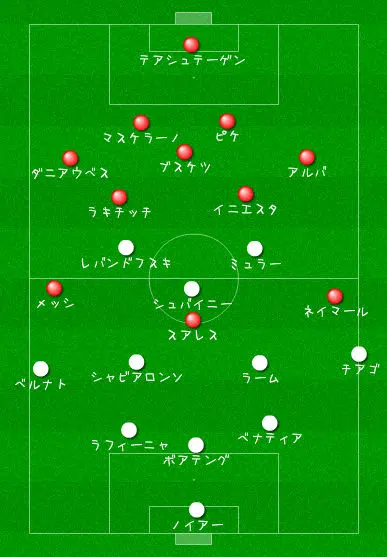 テアシュテーゲン
マスケラーノ
ピケ
ダニアウベス
ブスケツ
アルバ
ラキチッチ
イニエスタ
レバンドフスキ
ミュラー
メッシ
シュバイニー
ネイマール
スアレス
ベルナト
シャビアロンソ
ラーム
チアゴ
ラフィーニャ
ベナティア
ボアテング
ノイアー